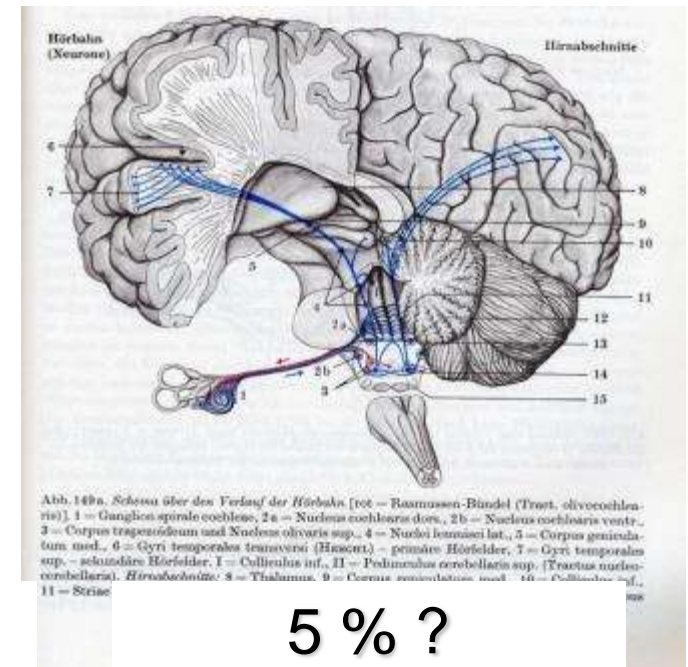 Hörbahn
(Neurone)
Hirnabschnitte
6
7
8
9
10
5
11
4
12
2a
13
2b
14
1
3
15
Abb. 149a. Schema über den Verlauf der Hörbahn [rot = Rasmussen-Bündel (Tract. olivocochlea-
ris)]. 1 = Ganglion spirale cochleae, 2a = Nucleus cochlearis dors., 2b = Nucleus cochlearis ventr.,
3 = Corpus trapezoideum und Nucleus olivaris sup., 4 = Nuclei lemnisci lat., 5 = Corpus genicula-
tum med., 6 = Gyri temporales transversi (Heschl) = primäre Hörfelder, 7 = Gyri temporales
sup. = sekundäre Hörfelder, I = Colliculus inf., II = Pedunculus cerebellaris sup. (Tractus nucleo-
cerebellaris). Hirnabschnitte: 8 = Thalamus, 9 = Corpus geniculatum med., 10 = Colliculus inf.,
11 = Striae
5 % ?